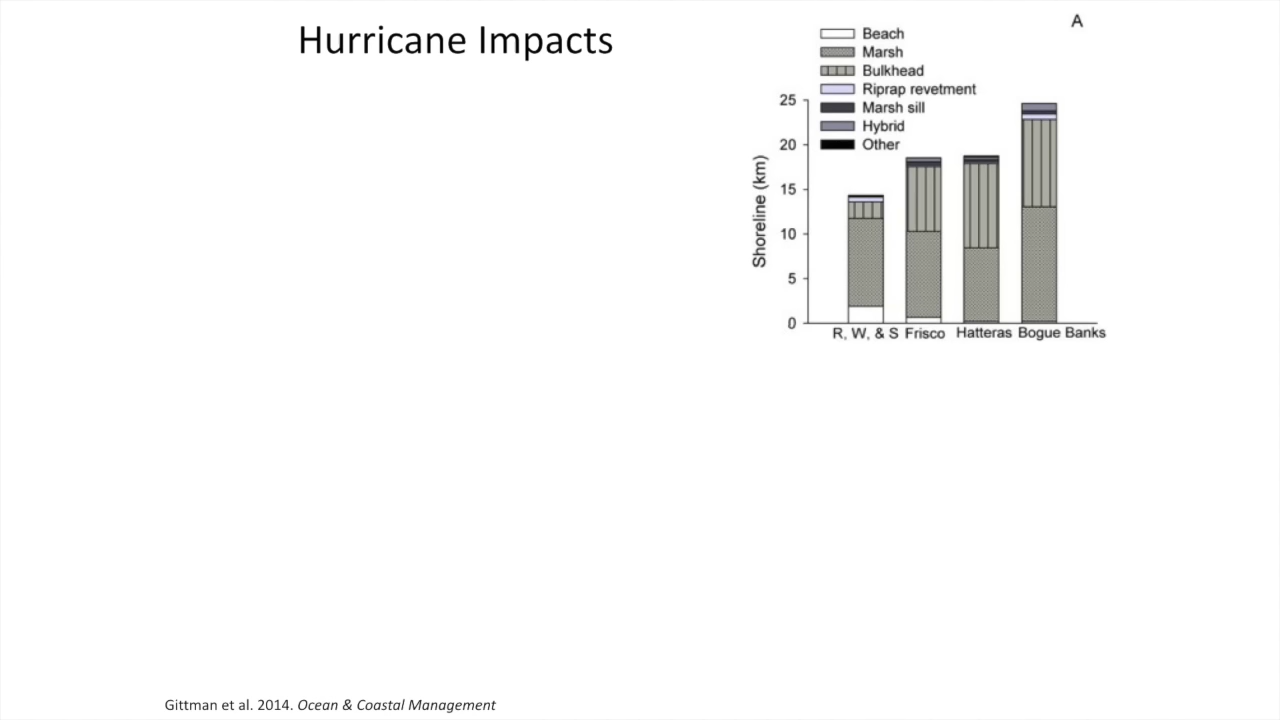 Hurricane Impacts
A
Beach
Marsh
Bulkhead
Riprap revetment
Marsh sill
Hybrid
Other
25
20
15
10
5
0
Shoreline (km)
R, W, & S Frisco Hatteras Bogue Banks
Gittman et al. 2014. Ocean & Coastal Management